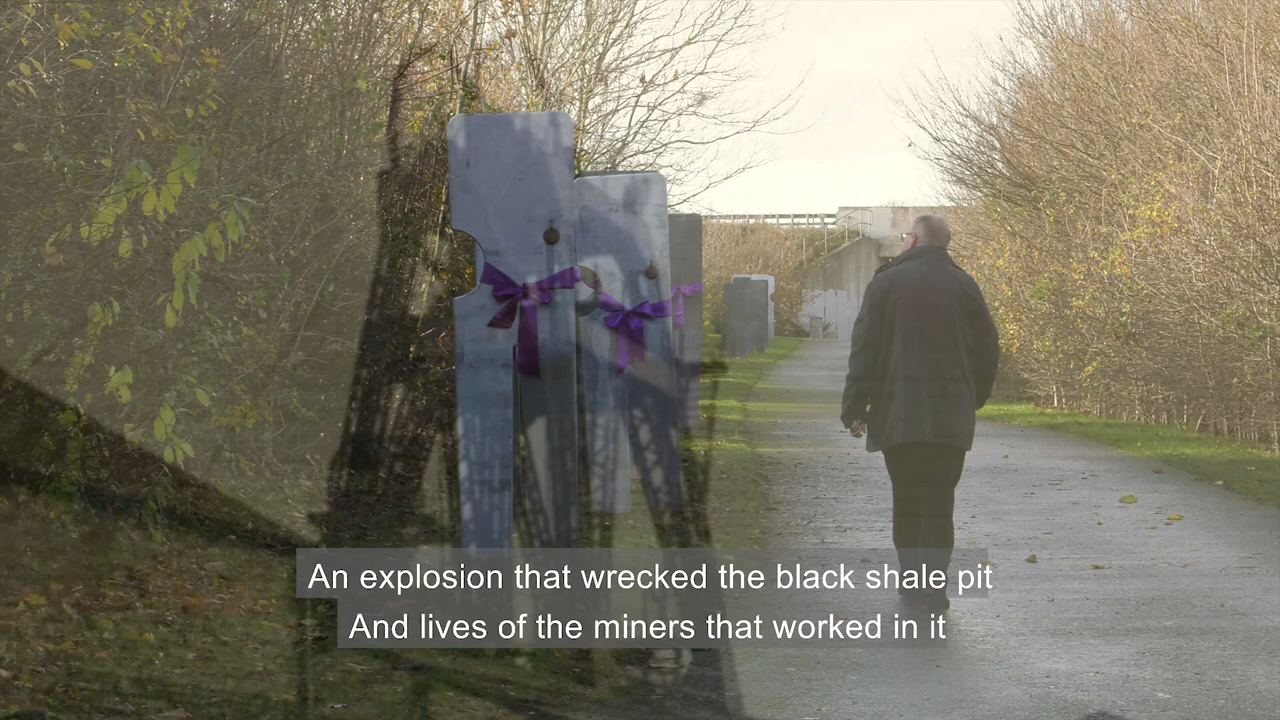 An explosion that wrecked the black shale pit
And lives of the miners that worked in it